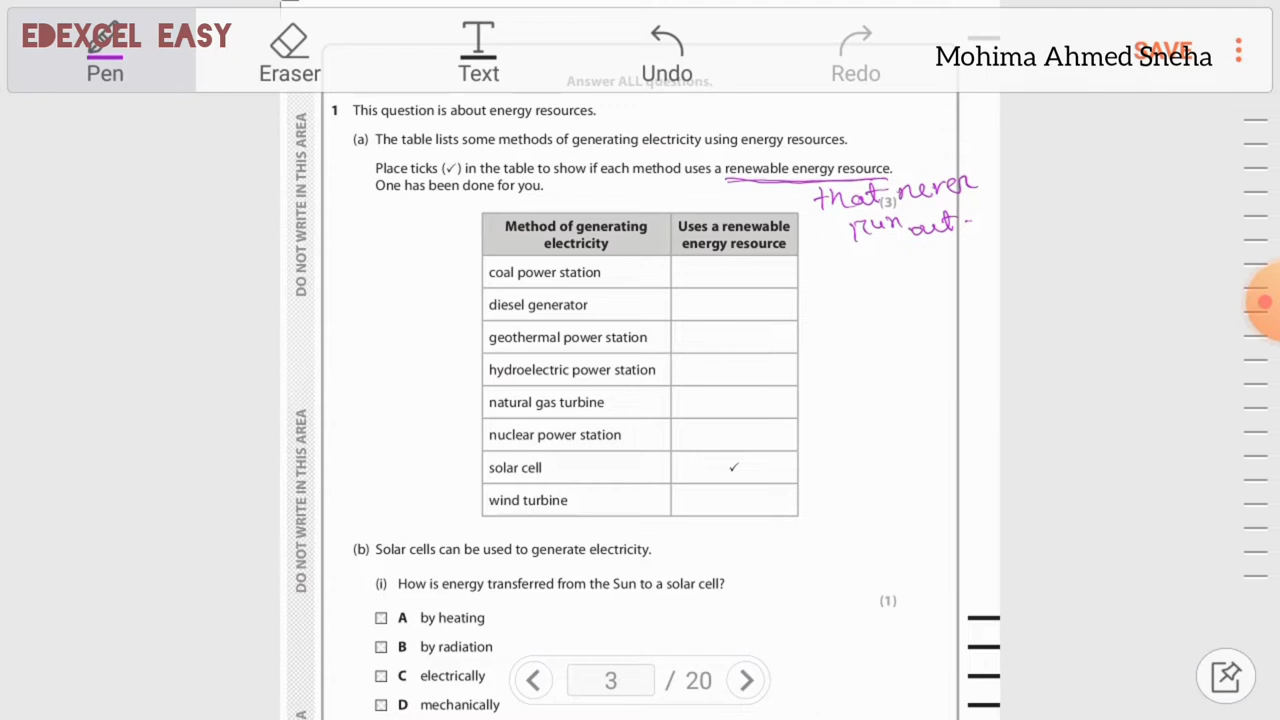 EDEXCEL EASY
Pen
Eraser
Text
Undo
Redo
SAVE
Mohima Ahmed Sneha
Answer ALL questions.
1 This question is about energy resources.
(a) The table lists some methods of generating electricity using energy resources.
Place ticks (✓) in the table to show if each method uses a renewable energy resource.
One has been done for you.
(3)
that never
run out
Method of generating electricity
Uses a renewable energy resource
coal power station
diesel generator
geothermal power station
hydroelectric power station
natural gas turbine
nuclear power station
solar cell ✓
wind turbine
(b) Solar cells can be used to generate electricity.
(i) How is energy transferred from the Sun to a solar cell?
(1)
A by heating
B by radiation
C electrically
D mechanically
3 / 20
DO NOT WRITE IN THIS AREA
DO NOT WRITE IN THIS AREA